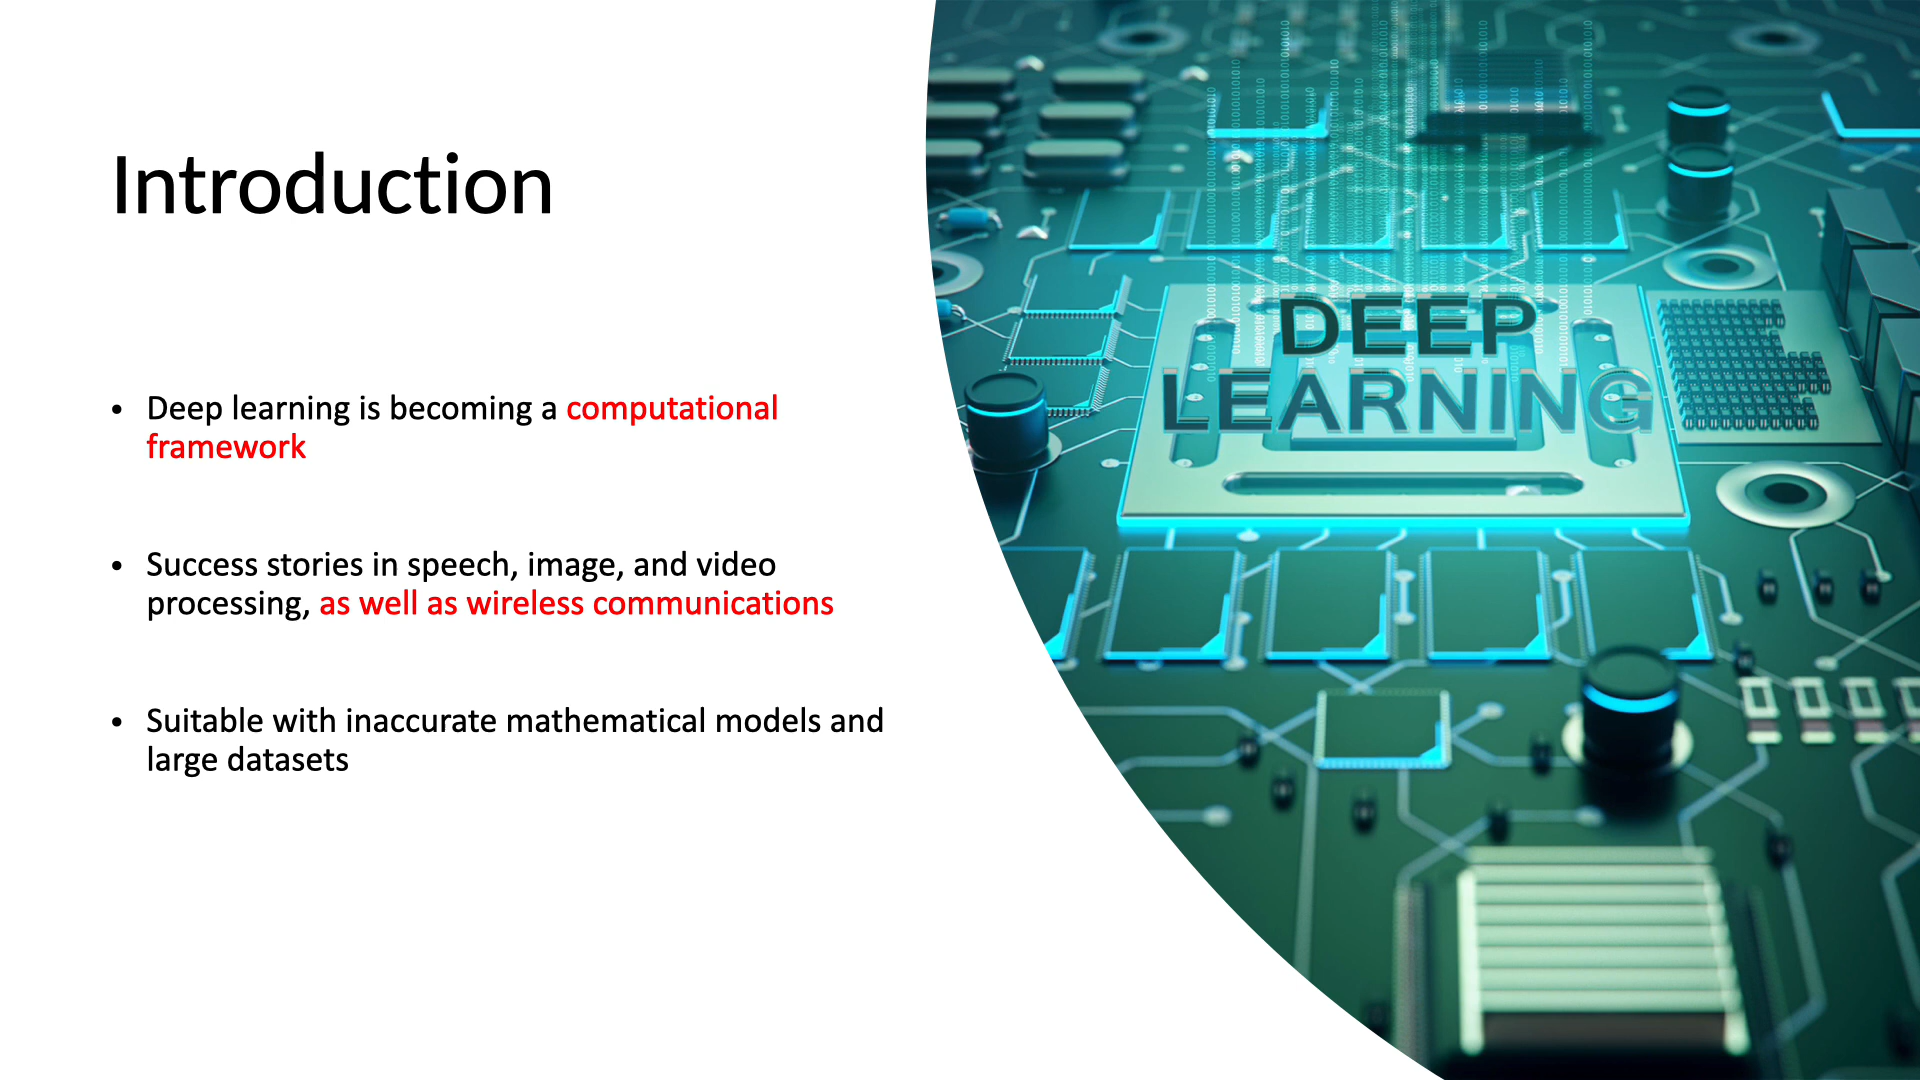 Introduction
• Deep learning is becoming a computational
framework
• Success stories in speech, image, and video
processing, as well as wireless communications
• Suitable with inaccurate mathematical models and
large datasets
DEEP
LEARNING